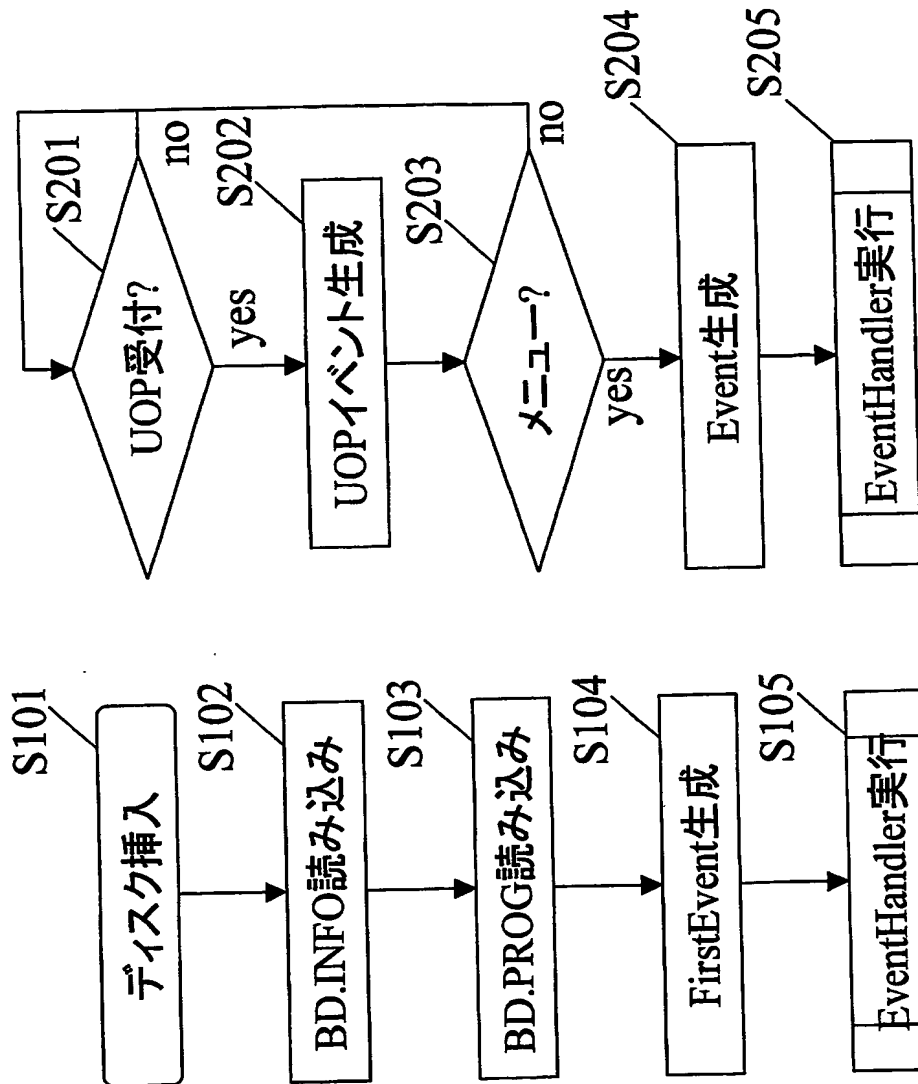 S101
ディスク挿入
S102
BD.INFO読み込み
S103
BD.PROG読み込み
S104
FirstEvent生成
S105
EventHandler実行
S201
UOP受付?
no
yes
S202
UOPイベント生成
S203
メニュー?
no
yes
S204
Event生成
S205
EventHandler実行